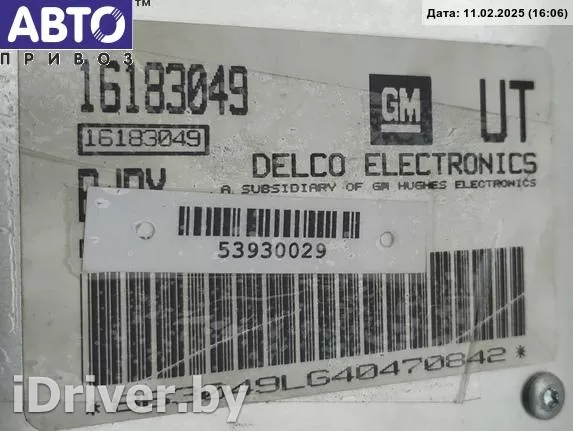 АВТО™
ПРИВОЗ
Дата: 11.02.2025 (16:06)
16183049
GM
UT
16183049
DELCO ELECTRONICS
A SUBSIDIARY OF GM HUGHES ELECTRONICS
53930029
iDriver.by